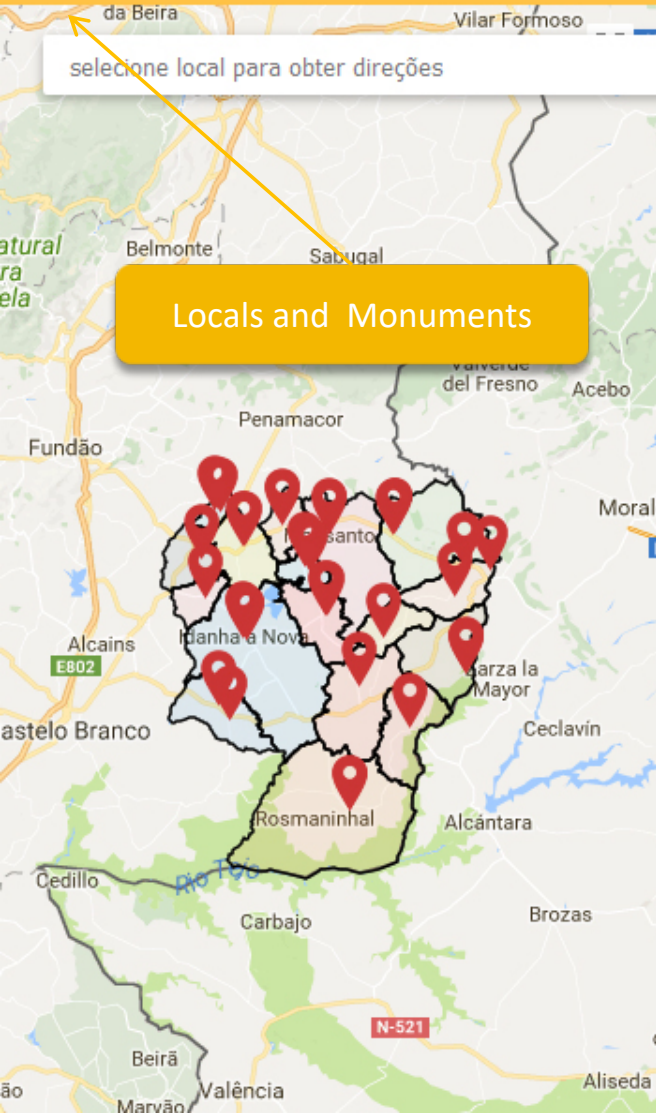 da Beira
Vilar Formoso
selecione local para obter direções
atural
ra
ela
Belmonte
Sabugal
Locals and Monuments
Valverde
del Fresno
Acebo
Penamacor
Fundão
Moral
Idanha a Nova
Alcains
E802
arza la
Mayor
astelo Branco
Ceclavín
Rosmaninhal
Alcántara
Cedillo
Rio Tejo
Carbajo
Brozas
N-521
Beirã
Aliseda
ão
Valência
Marvão